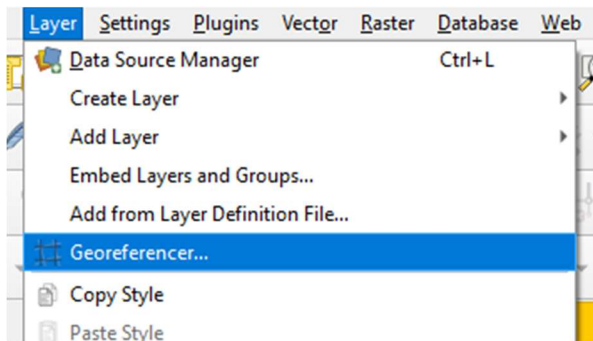 Layer Settings Plugins Vector Raster Database Web
Data Source Manager Ctrl+L
Create Layer
Add Layer
Embed Layers and Groups...
Add from Layer Definition File...
Georeferencer...
Copy Style
Paste Style